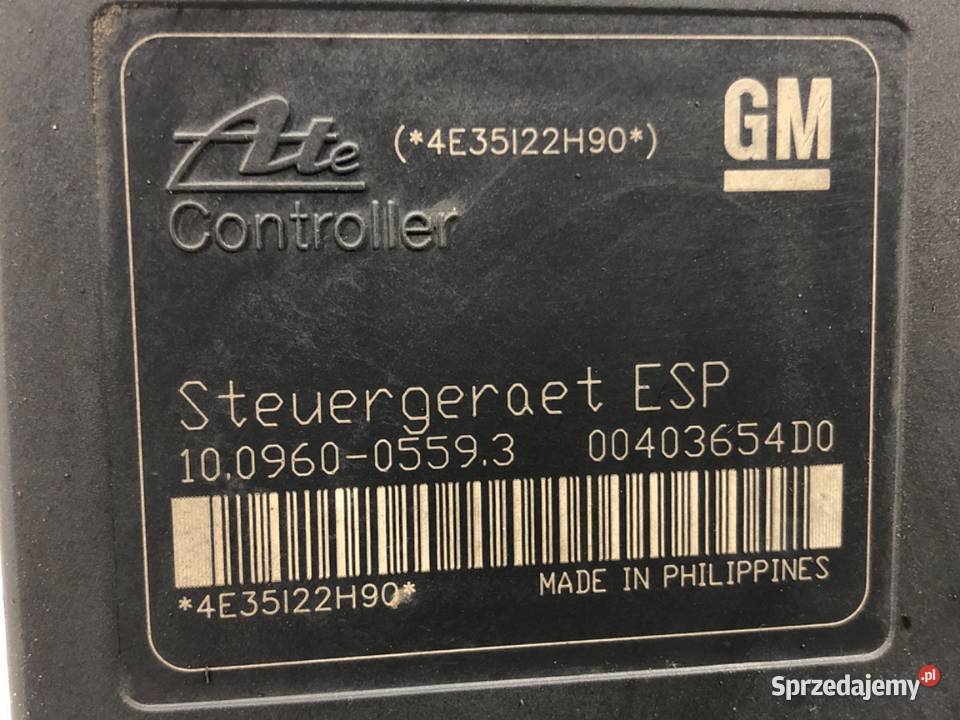 Ate (*4E35I22H90*) GM
Controller
Steuergeraet ESP
10.0960-0559.3 00403654D0
*4E35I22H90* MADE IN PHILIPPINES
Sprzedajemy.pl